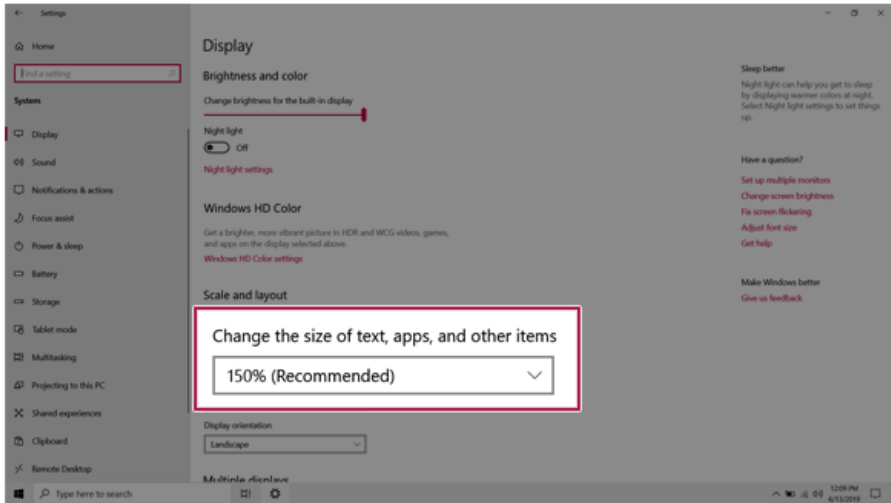 Settings
Home
Find a setting
System
Display
Sound
Notifications & actions
Focus assist
Power & sleep
Battery
Storage
Tablet mode
Multitasking
Projecting to this PC
Shared experiences
Clipboard
Remote Desktop
Display
Brightness and color
Change brightness for the built-in display
Night light
Off
Night light settings
Windows HD Color
Get a brighter, more vibrant picture in HDR and WCG videos, games,
and apps on the display selected above.
Windows HD Color settings
Scale and layout
Change the size of text, apps, and other items
150% (Recommended)
Display orientation
Landscape
Multiple displays
Sleep better
Night light can help you get to sleep
by displaying warmer colors at night.
Select Night light settings to set things
up.
Have a question?
Set up multiple monitors
Change screen brightness
Fix screen flickering
Adjust font size
Get help
Make Windows better
Give us feedback
Type here to search
12:09 PM
6/13/2019